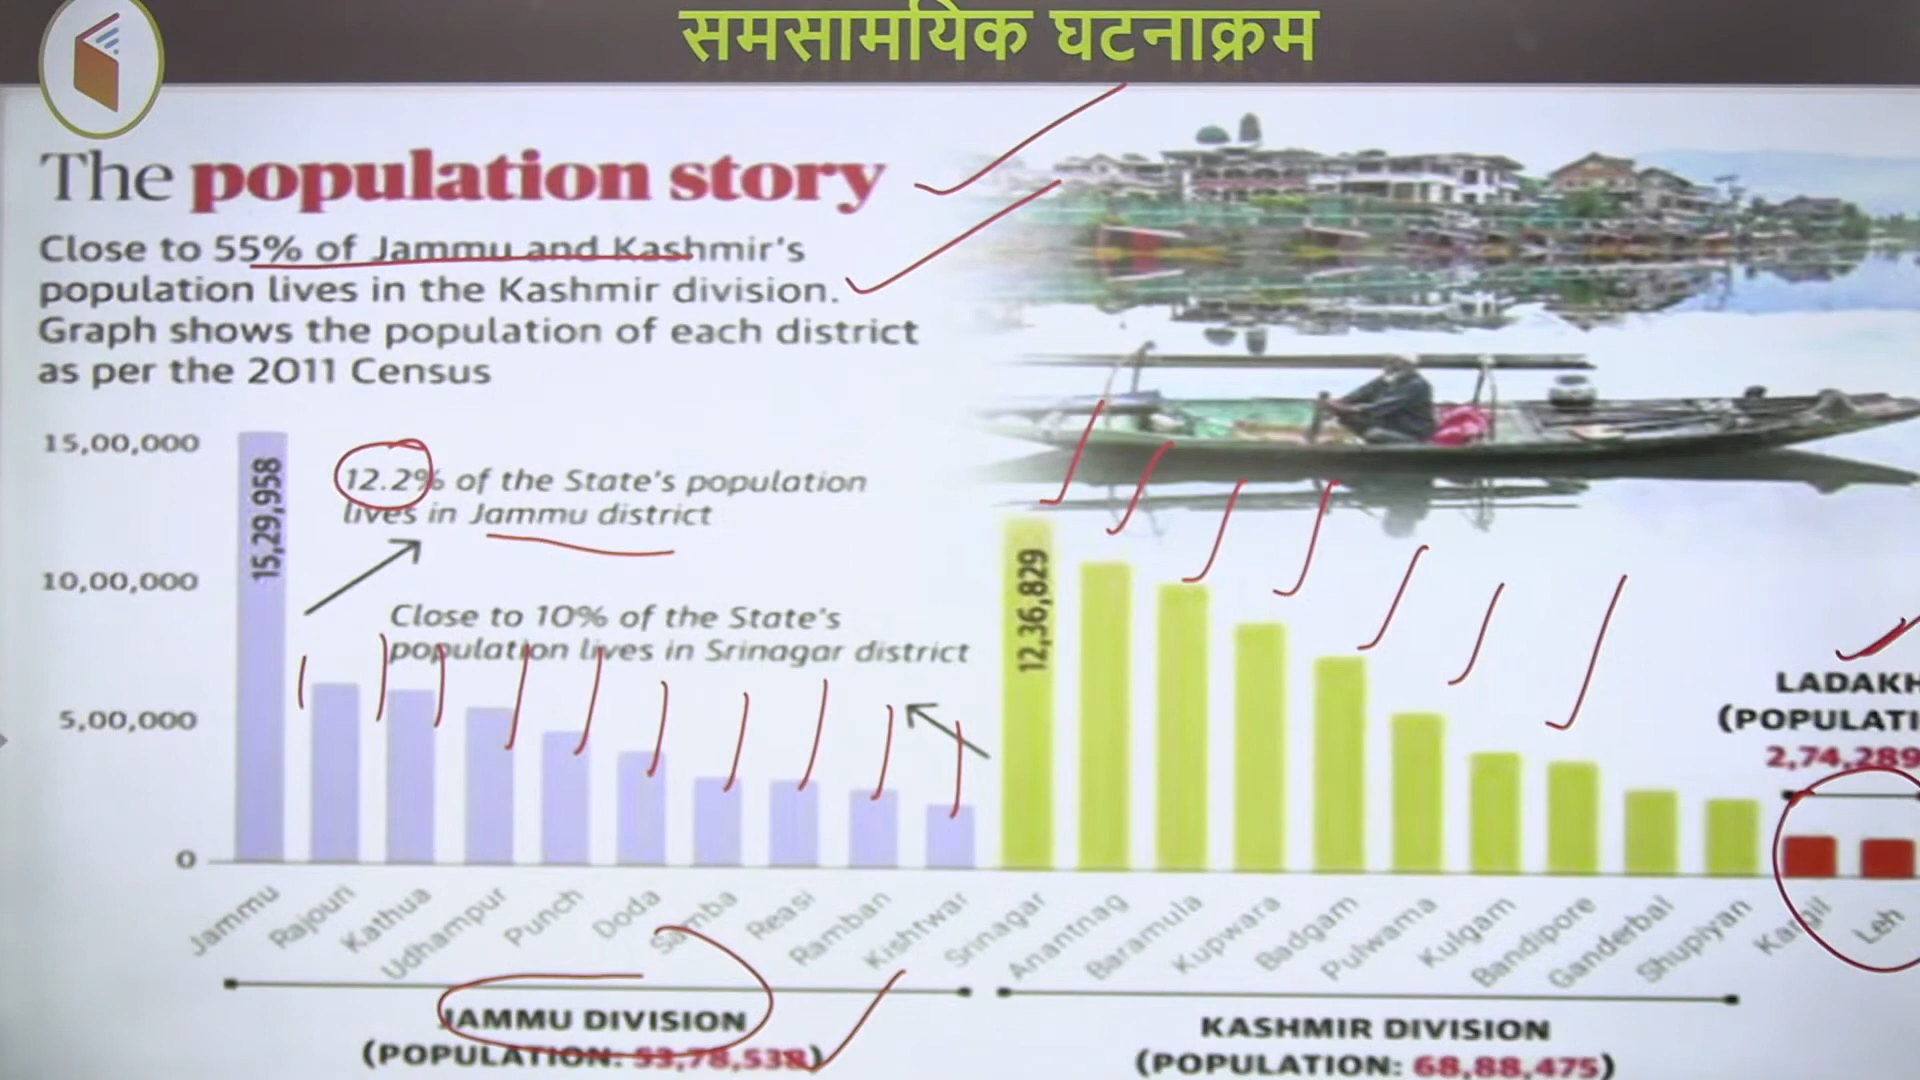 समसामयिक घटनाक्रम
The population story
Close to 55% of Jammu and Kashmir's
population lives in the Kashmir division.
Graph shows the population of each district
as per the 2011 Census
15,00,000
10,00,000
5,00,000
0
15,29,958
12.2% of the State's population
lives in Jammu district
Close to 10% of the State's
population lives in Srinagar district
12,36,829
LADAKH
(POPULATI
2,74,289
Jammu
Rajouri
Kathua
Udhampur
Punch
Doda
Samba
Reasi
Ramban
Kishtwar
Srinagar
Anantnag
Baramula
Kupwara
Badgam
Pulwama
Kulgam
Bandipore
Ganderbal
Shupiyan
Kargil
Leh
JAMMU DIVISION
(POPULATION: 53,78,538)
KASHMIR DIVISION
(POPULATION: 68,88,475)